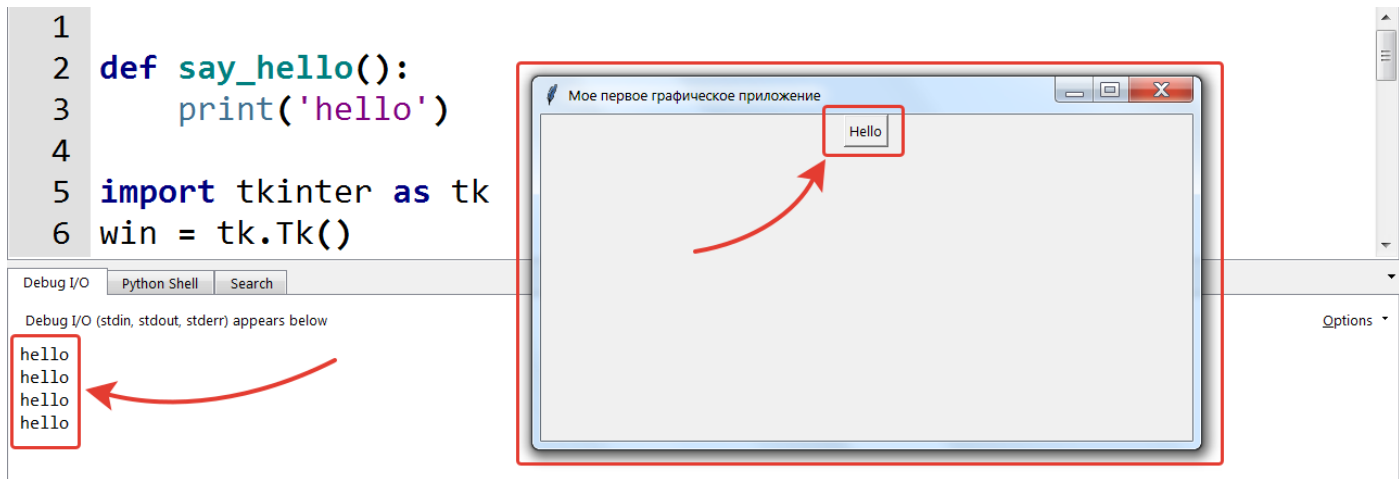 1
2 def say_hello():
3     print('hello')
4
5 import tkinter as tk
6 win = tk.Tk()
Мое первое графическое приложение
Hello
Debug I/O Python Shell Search
Debug I/O (stdin, stdout, stderr) appears below
Options
hello
hello
hello
hello